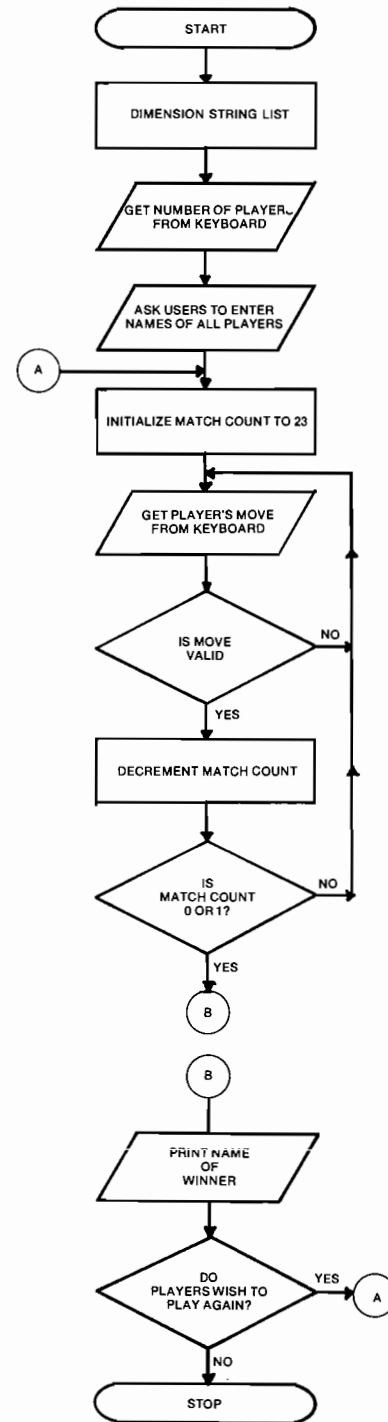 START
DIMENSION STRING LIST
GET NUMBER OF PLAYERS
FROM KEYBOARD
ASK USERS TO ENTER
NAMES OF ALL PLAYERS
A
INITIALIZE MATCH COUNT TO 23
GET PLAYER'S MOVE
FROM KEYBOARD
IS MOVE
VALID
NO
YES
DECREMENT MATCH COUNT
IS
MATCH COUNT
0 OR 1?
NO
YES
B
B
PRINT NAME
OF
WINNER
DO
PLAYERS WISH TO
PLAY AGAIN?
YES
A
NO
STOP